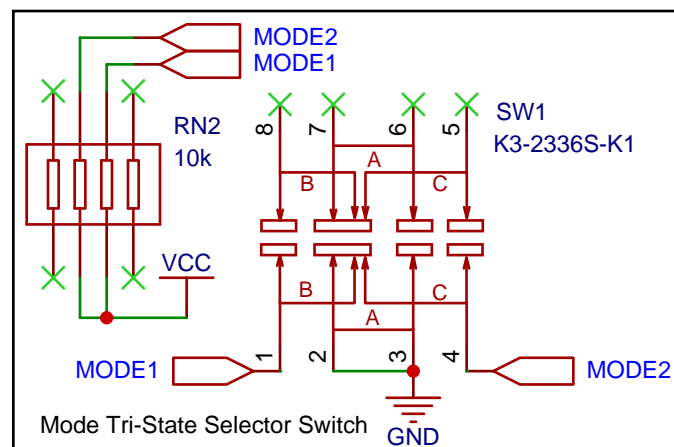 MODE2
MODE1
RN2
10k
VCC
8 7 6 5
SW1
K3-2336S-K1
A
B C
B C
A
1 2 3 4
MODE1
MODE2
GND
Mode Tri-State Selector Switch